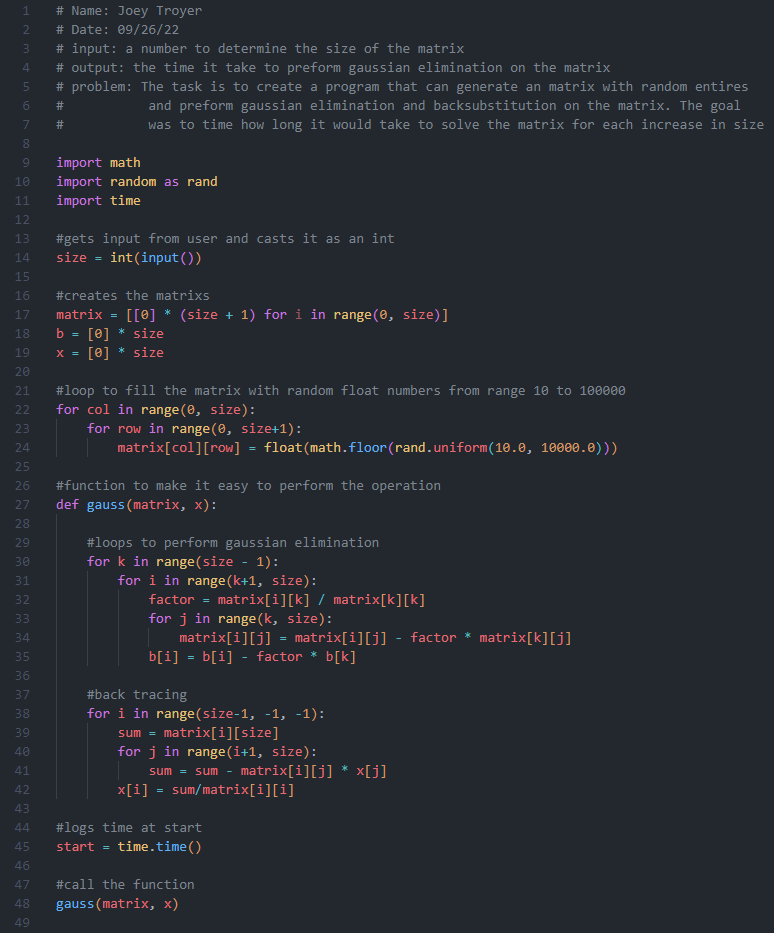 1 # Name: Joey Troyer
2 # Date: 09/26/22
3 # input: a number to determine the size of the matrix
4 # output: the time it take to preform gaussian elimination on the matrix
5 # problem: The task is to create a program that can generate an matrix with random entires
6 #           and preform gaussian elimination and backsubstitution on the matrix. The goal
7 #           was to time how long it would take to solve the matrix for each increase in size
8
9 import math
10 import random as rand
11 import time
12
13 #gets input from user and casts it as an int
14 size = int(input())
15
16 #creates the matrixs
17 matrix = [[0] * (size + 1) for i in range(0, size)]
18 b = [0] * size
19 x = [0] * size
20
21 #loop to fill the matrix with random float numbers from range 10 to 100000
22 for col in range(0, size):
23     for row in range(0, size+1):
24         matrix[col][row] = float(math.floor(rand.uniform(10.0, 10000.0)))
25
26 #function to make it easy to perform the operation
27 def gauss(matrix, x):
28
29     #loops to perform gaussian elimination
30     for k in range(size - 1):
31         for i in range(k+1, size):
32             factor = matrix[i][k] / matrix[k][k]
33             for j in range(k, size):
34                 matrix[i][j] = matrix[i][j] - factor * matrix[k][j]
35             b[i] = b[i] - factor * b[k]
36
37     #back tracing
38     for i in range(size-1, -1, -1):
39         sum = matrix[i][size]
40         for j in range(i+1, size):
41             sum = sum - matrix[i][j] * x[j]
42         x[i] = sum/matrix[i][i]
43
44 #logs time at start
45 start = time.time()
46
47 #call the function
48 gauss(matrix, x)
49